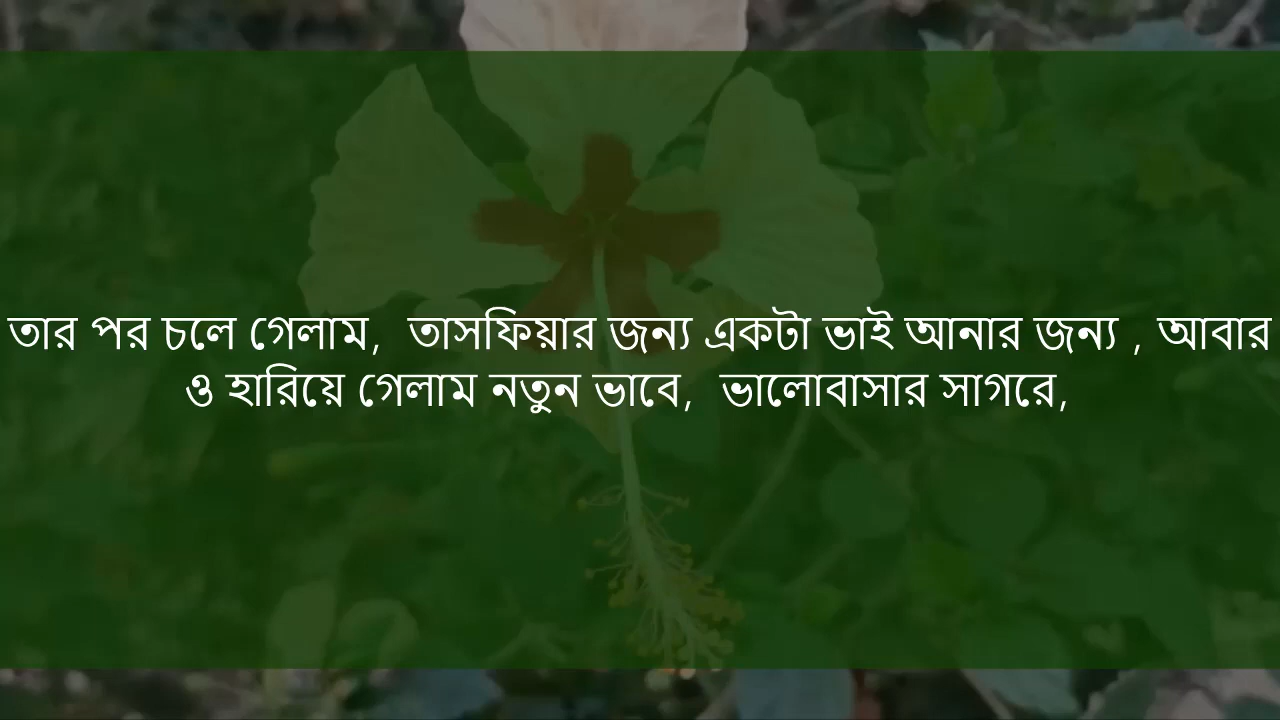 তার পর চলে গেলাম,  তাসফিয়ার জন্য একটা ভাই আনার জন্য , আবার
ও হারিয়ে গেলাম নতুন ভাবে,  ভালোবাসার সাগরে,